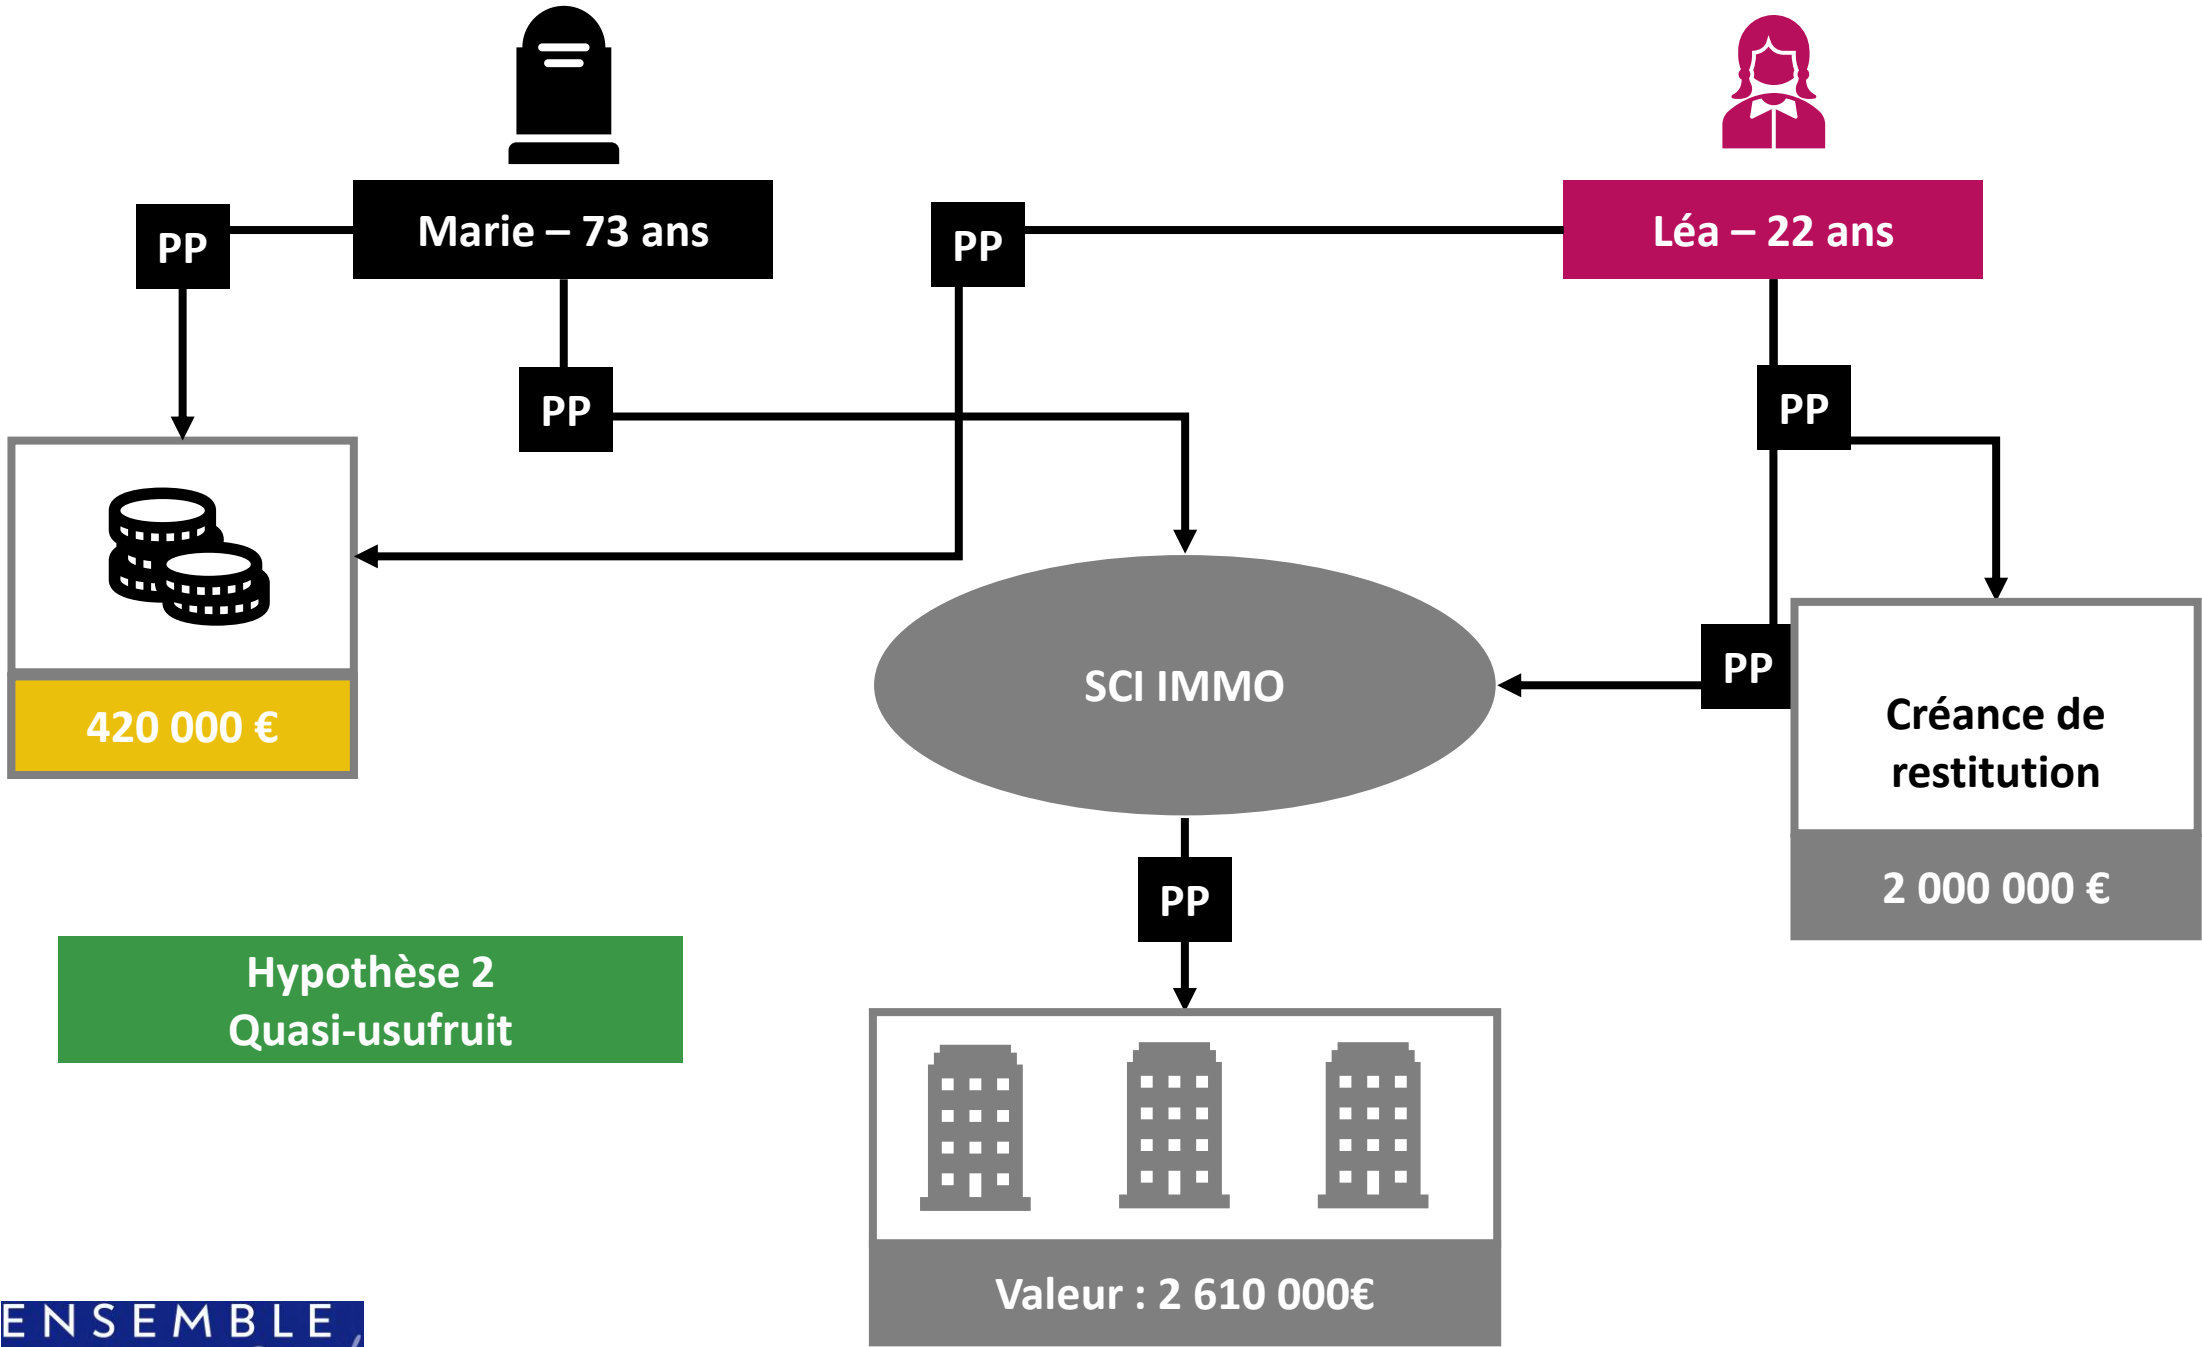 Marie – 73 ans
Léa – 22 ans
PP
PP
PP
PP
420 000 €
SCI IMMO
PP
Créance de
restitution
2 000 000 €
PP
Hypothèse 2
Quasi-usufruit
Valeur : 2 610 000€
ENSEMBLE